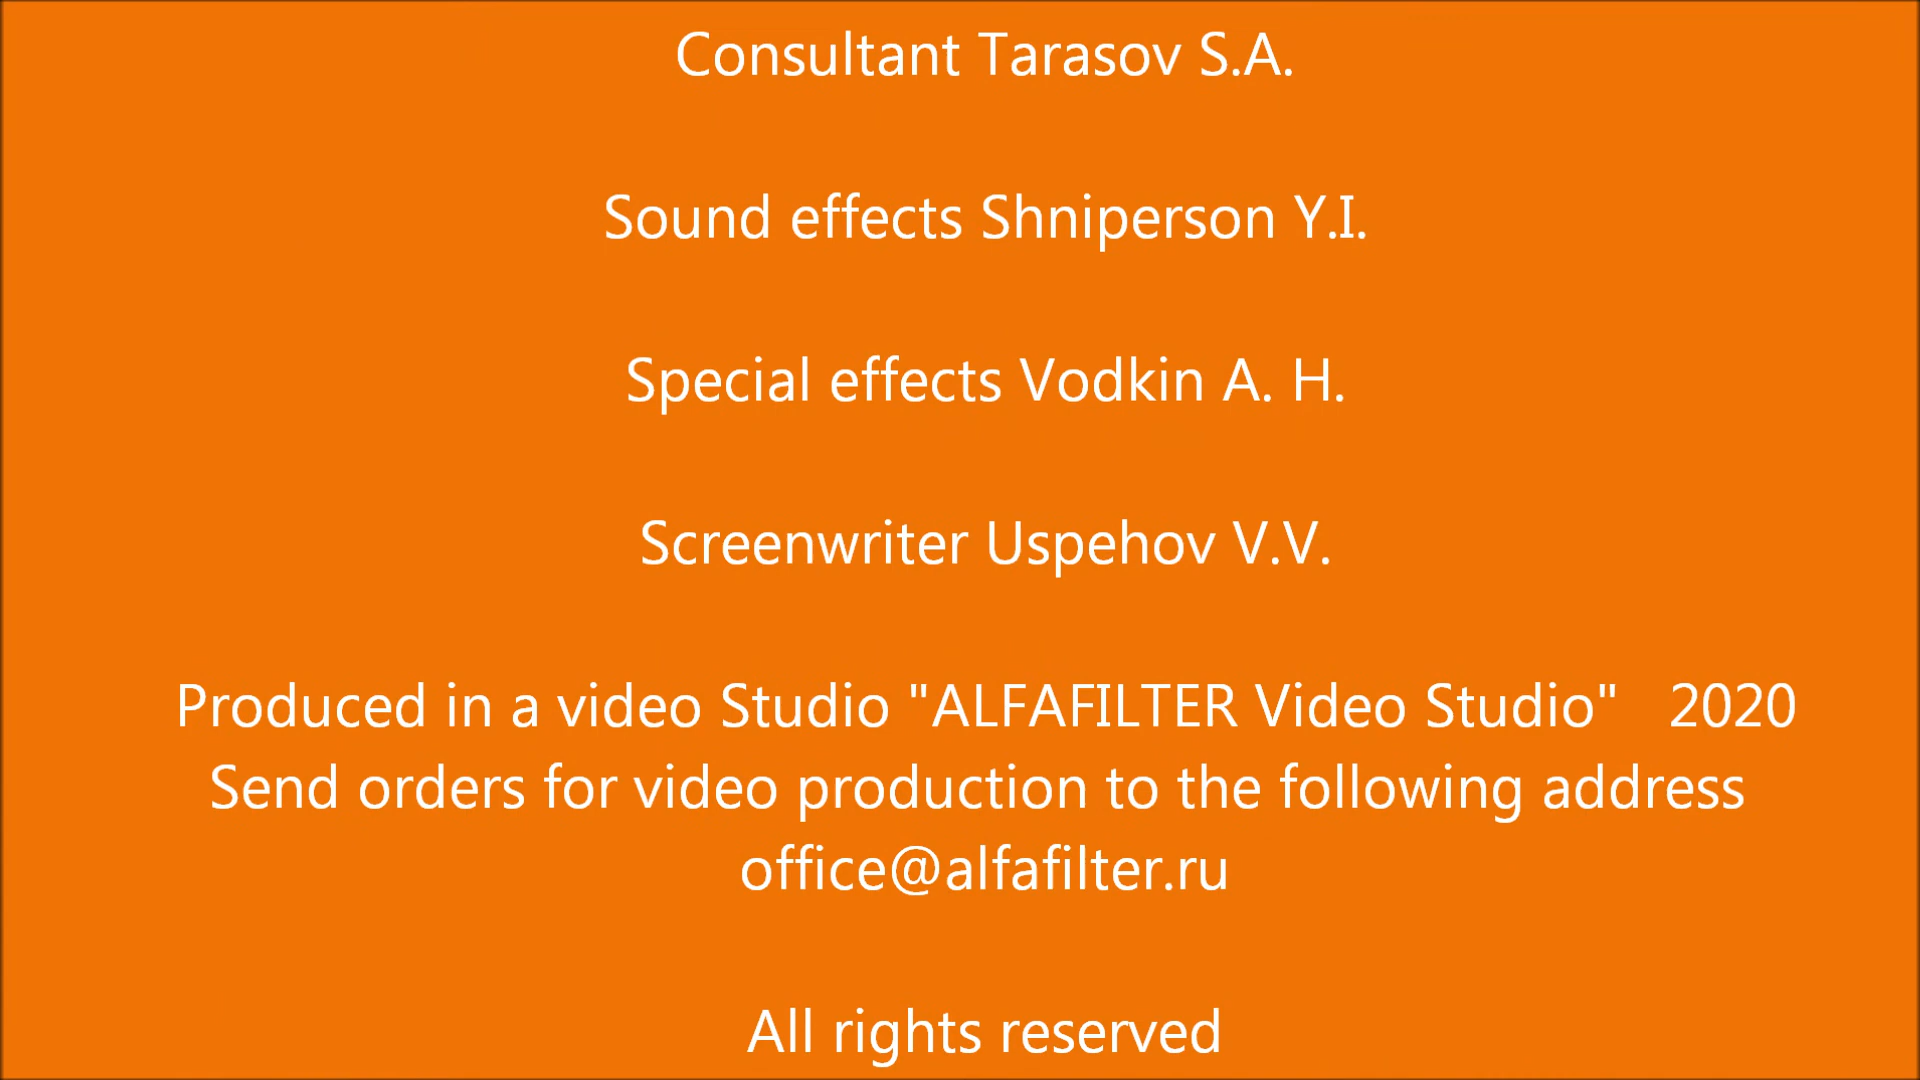 Consultant Tarasov S.A.
Sound effects Shniperson Y.I.
Special effects Vodkin A. H.
Screenwriter Uspehov V.V.
Produced in a video Studio "ALFAFILTER Video Studio"   2020
Send orders for video production to the following address
office@alfafilter.ru
All rights reserved